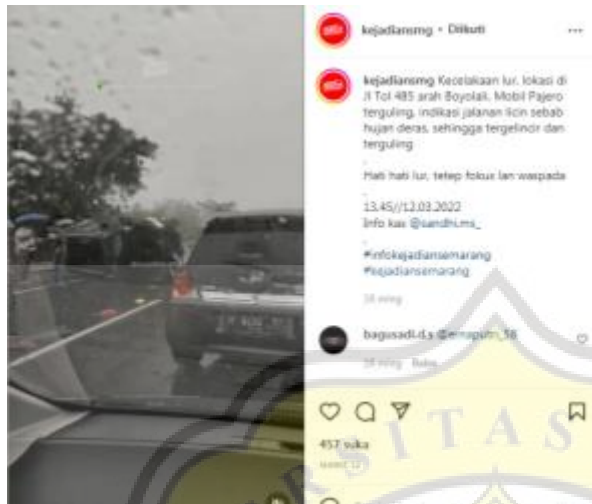 kejadiansmg • Diikuti
kejadiansmg Kecelakaan lur, lokasi di
Jl Tol 485 arah Boyolali. Mobil Pajero
terguling, indikasi jalanan licin sebab
hujan deras, sehingga tergelincir dan
terguling
.
Hati hati lur, tetep fokus lan waspada
.
13.45//12.03.2022
Info kas @sandhi.ms_
.
#infokejadiansemarang
#kejadiansemarang
bagusadi.d.s
457 suka